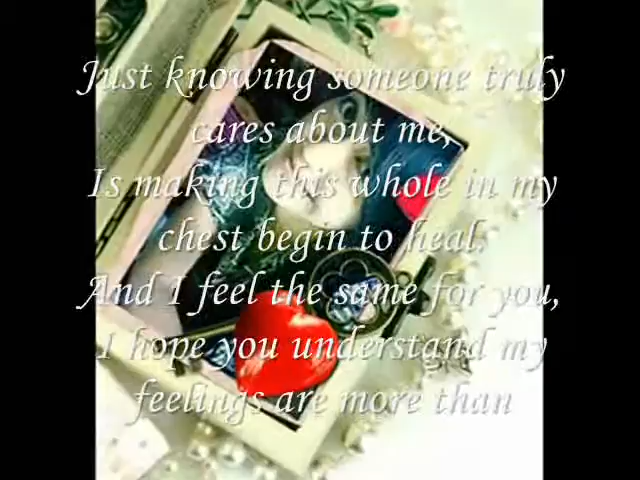 Just knowing someone truly
cares about me,
Is making this whole in my
chest begin to heal.
And I feel the same for you,
I hope you understand my
feelings are more than